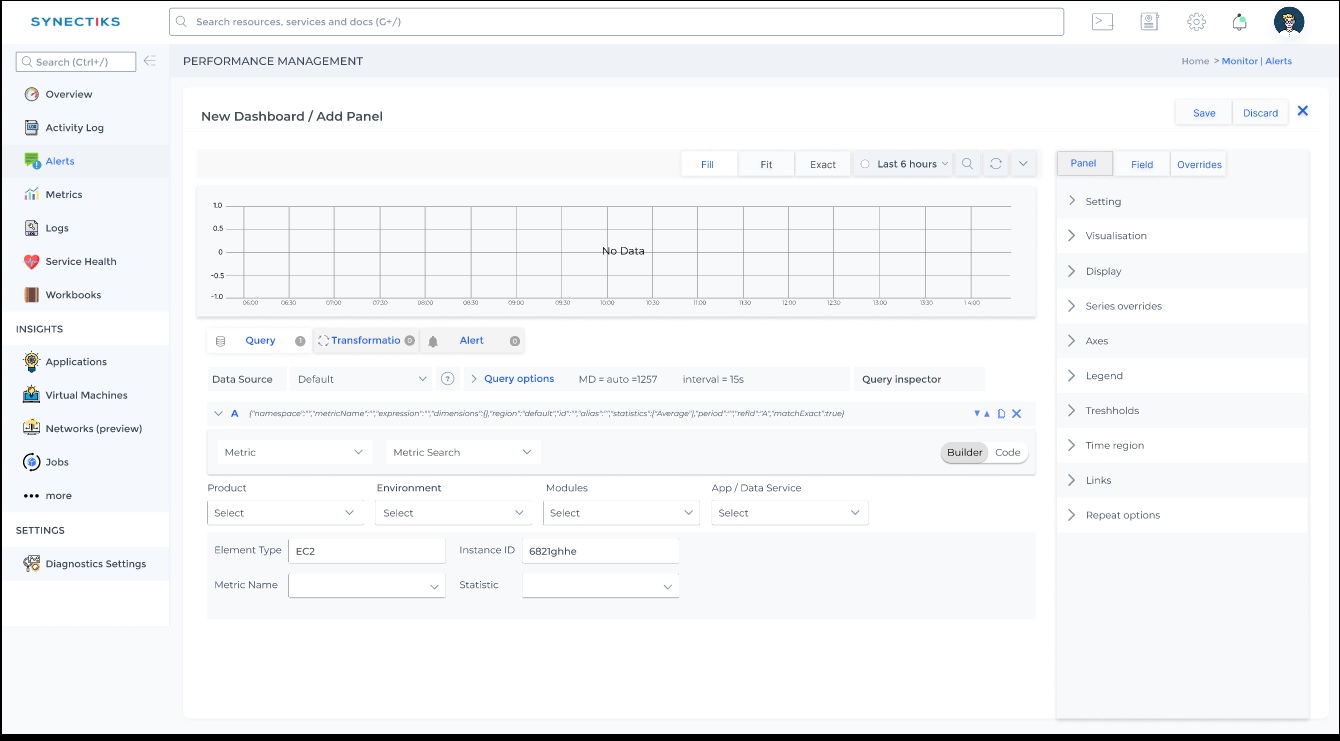 SYNECTIKS
Search resources, services and docs (G+/)
Search (Ctrl+/)
PERFORMANCE MANAGEMENT
Home > Monitor | Alerts
Overview
Activity Log
Alerts
Metrics
Logs
Service Health
Workbooks
INSIGHTS
Applications
Virtual Machines
Networks (preview)
Jobs
more
SETTINGS
Diagnostics Settings
New Dashboard / Add Panel
Save Discard
Fill Fit Exact Last 6 hours
1.0
0.5
0
-0.5
-1.0
No Data
06:00 06:30 07:00 07:30 08:00 08:30 09:00 09:30 10:00 10:30 11:00 11:30 12:00 12:30 13:00 13:30 14:00
Query 1 Transformatio 0 Alert 0
Data Source Default ? Query options MD = auto =1257 interval = 15s Query inspector
A {"namespace":"","metricName":"","expression":"","dimensions":{},"region":"default","id":"","alias":"","statistics":["Average"],"period":"","refId":"A","matchExact":true}
Metric Metric Search Builder Code
Product Environment Modules App / Data Service
Select Select Select Select
Element Type EC2 Instance ID 6821ghhe
Metric Name Statistic
Panel Field Overrides
Setting
Visualisation
Display
Series overrides
Axes
Legend
Treshholds
Time region
Links
Repeat options